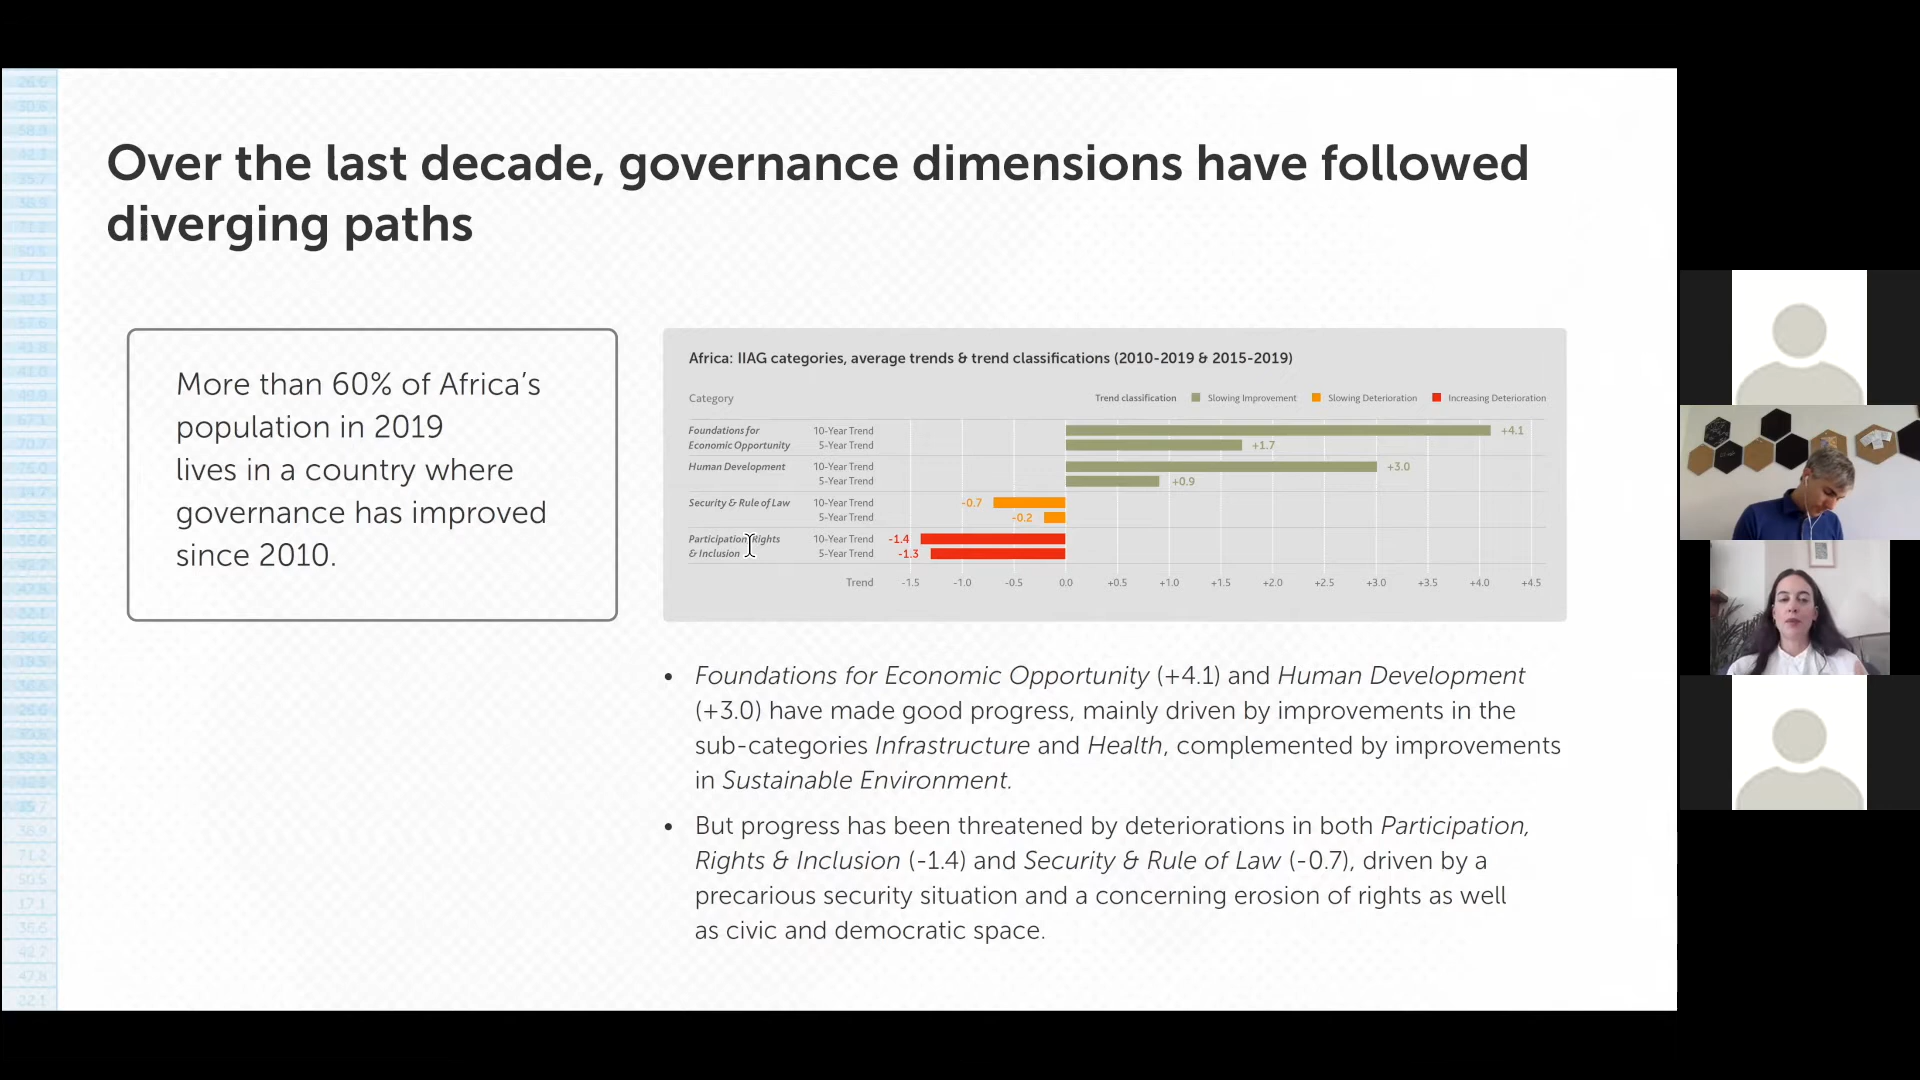 Over the last decade, governance dimensions have followed
diverging paths
More than 60% of Africa’s
population in 2019
lives in a country where
governance has improved
since 2010.
Africa: IIAG categories, average trends & trend classifications (2010-2019 & 2015-2019)
Category Trend classification Slowing Improvement Slowing Deterioration Increasing Deterioration
Foundations for 10-Year Trend +4.1
Economic Opportunity 5-Year Trend +1.7
Human Development 10-Year Trend +3.0
5-Year Trend +0.9
Security & Rule of Law 10-Year Trend -0.7
5-Year Trend -0.2
Participation Rights 10-Year Trend -1.4
& Inclusion 5-Year Trend -1.3
Trend -1.5 -1.0 -0.5 0.0 +0.5 +1.0 +1.5 +2.0 +2.5 +3.0 +3.5 +4.0 +4.5
• Foundations for Economic Opportunity (+4.1) and Human Development
(+3.0) have made good progress, mainly driven by improvements in the
sub-categories Infrastructure and Health, complemented by improvements
in Sustainable Environment.
• But progress has been threatened by deteriorations in both Participation,
Rights & Inclusion (-1.4) and Security & Rule of Law (-0.7), driven by a
precarious security situation and a concerning erosion of rights as well
as civic and democratic space.